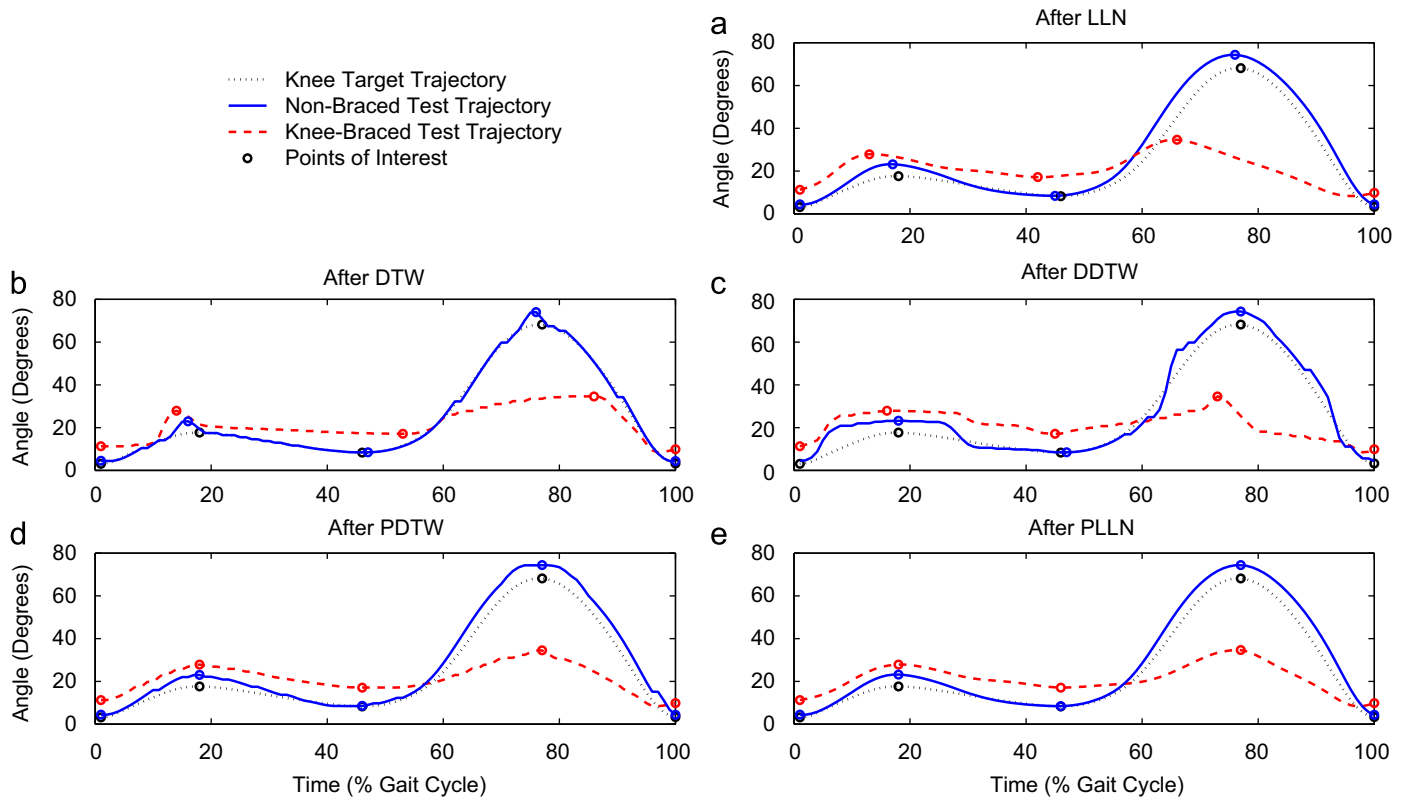 a
After LLN
Knee Target Trajectory
Non-Braced Test Trajectory
Knee-Braced Test Trajectory
Points of Interest
Angle (Degrees)
80
60
40
20
0
0 20 40 60 80 100
b
After DTW
Angle (Degrees)
80
60
40
20
0
0 20 40 60 80 100
c
After DDTW
80
60
40
20
0
0 20 40 60 80 100
d
After PDTW
Angle (Degrees)
80
60
40
20
0
0 20 40 60 80 100
Time (% Gait Cycle)
e
After PLLN
80
60
40
20
0
0 20 40 60 80 100
Time (% Gait Cycle)